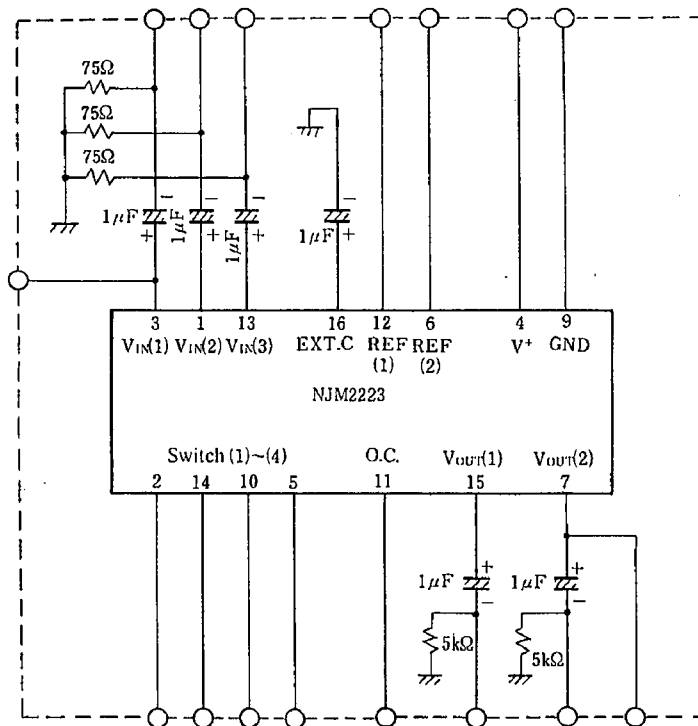 75Ω
75Ω
75Ω
−
−
−
−
1μF
1μF
1μF
1μF
+
+
+
+
3 1 13 16 12 6 4 9
VIN(1) VIN(2) VIN(3) EXT.C REF REF V+ GND
(1) (2)
NJM2223
Switch (1)~(4) O.C. VOUT(1) VOUT(2)
2 14 10 5 11 15 7
+ +
1μF 1μF
− −
5kΩ 5kΩ